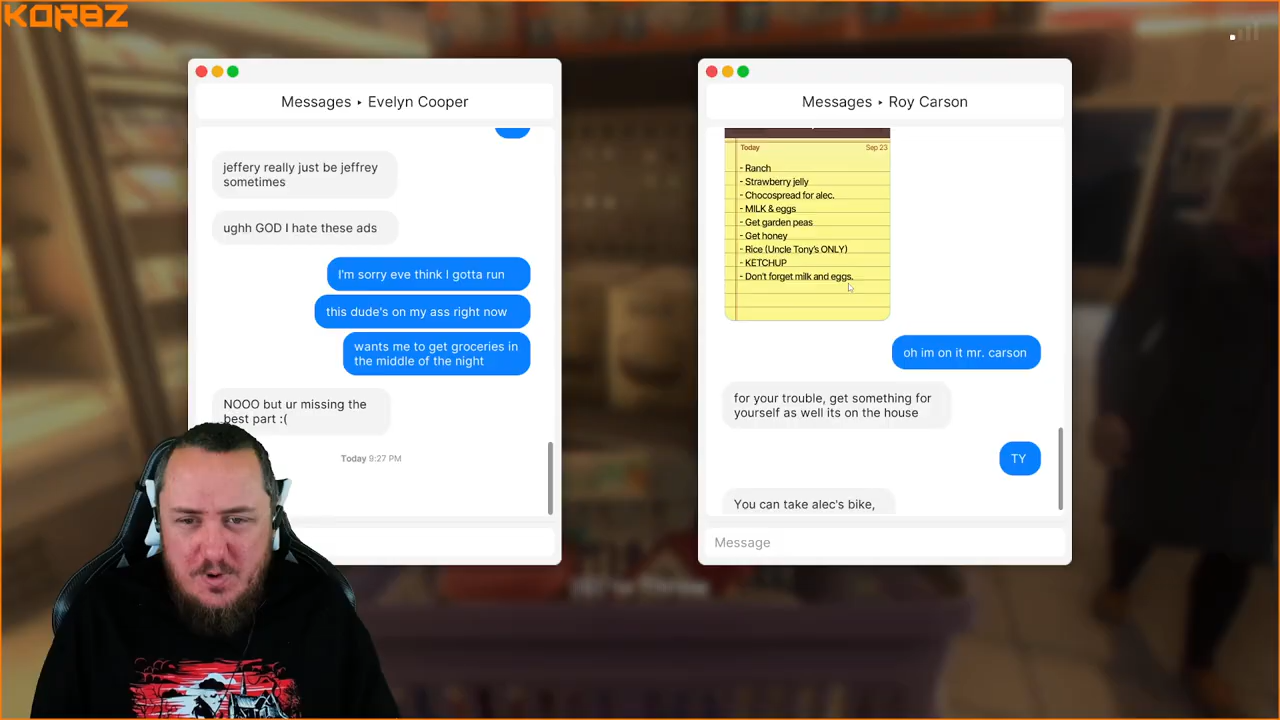 KORBZ
Messages ▸ Evelyn Cooper
jeffery really just be jeffrey
sometimes
ughh GOD I hate these ads
I'm sorry eve think I gotta run
this dude's on my ass right now
wants me to get groceries in
the middle of the night
NOOO but ur missing the
best part :(
Today 9:27 PM
Messages ▸ Roy Carson
Today Sep 23
- Ranch
- Strawberry jelly
- Chocospread for alec.
- MILK & eggs
- Get garden peas
- Get honey
- Rice (Uncle Tony's ONLY)
- KETCHUP
- Don't forget milk and eggs.
oh im on it mr. carson
for your trouble, get something for
yourself as well its on the house
TY
You can take alec's bike,
Message